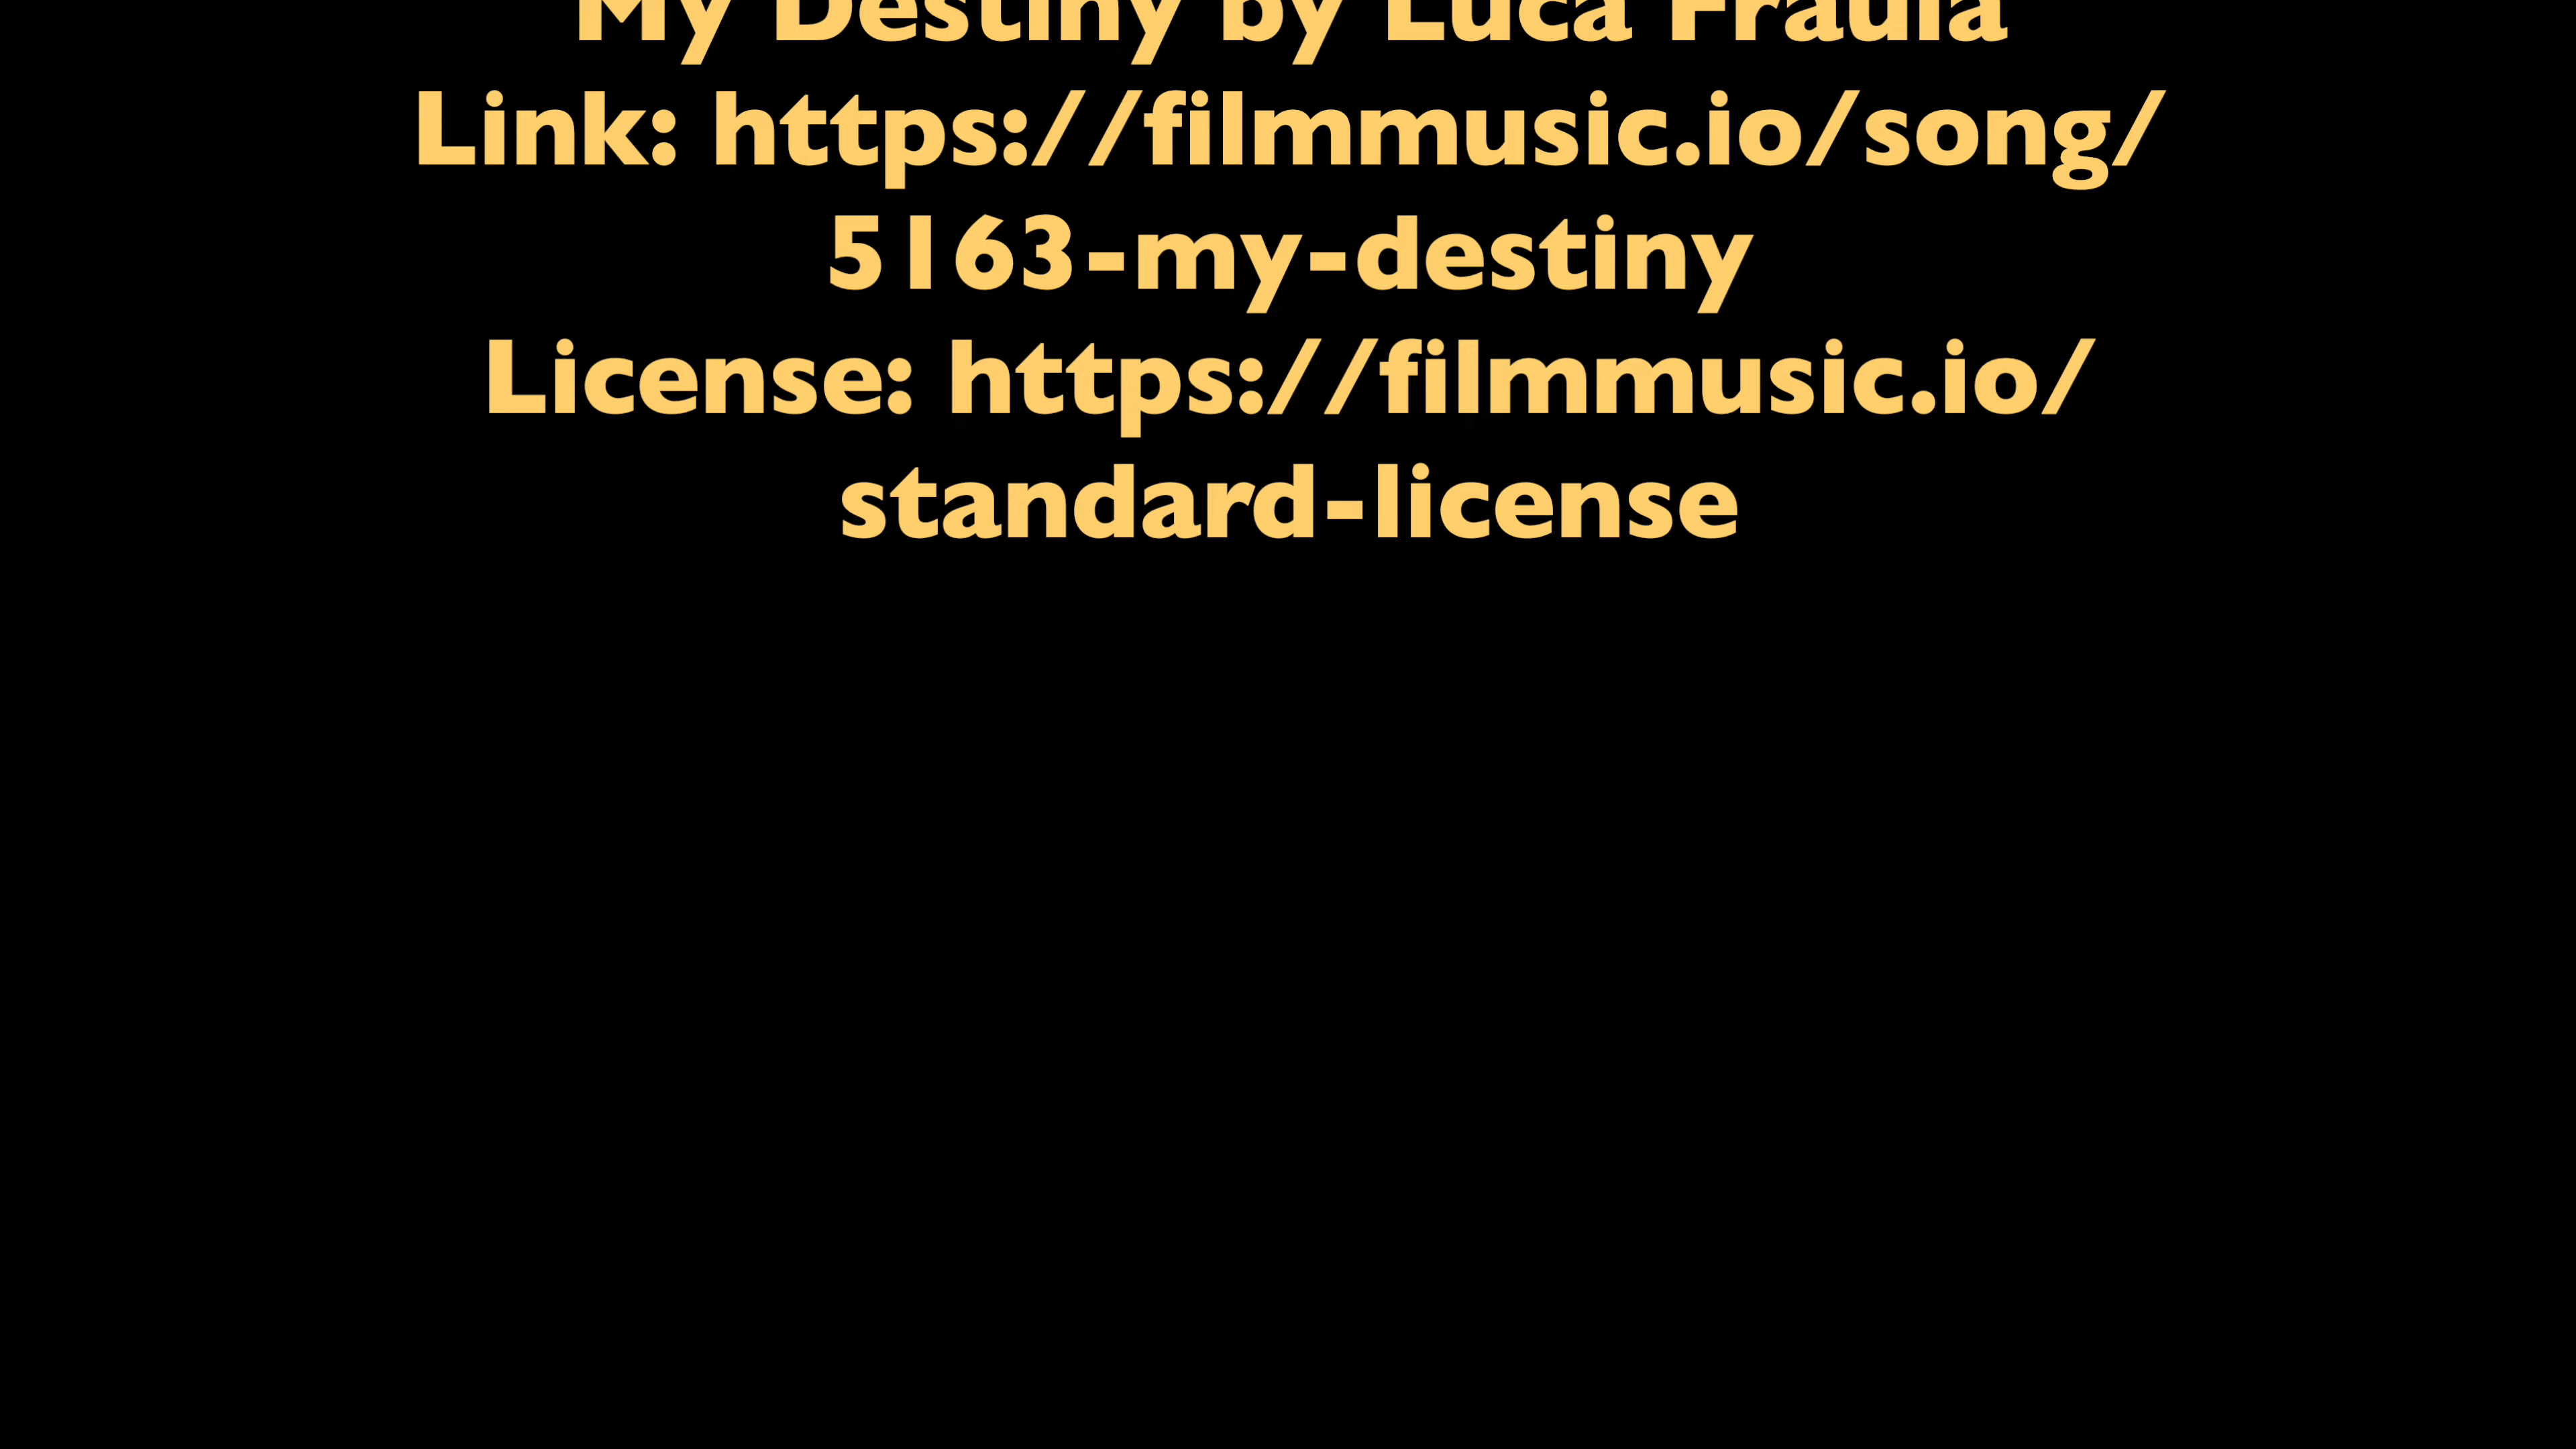 My Destiny by Luca Fraula
Link: https://filmmusic.io/song/
5163-my-destiny
License: https://filmmusic.io/
standard-license